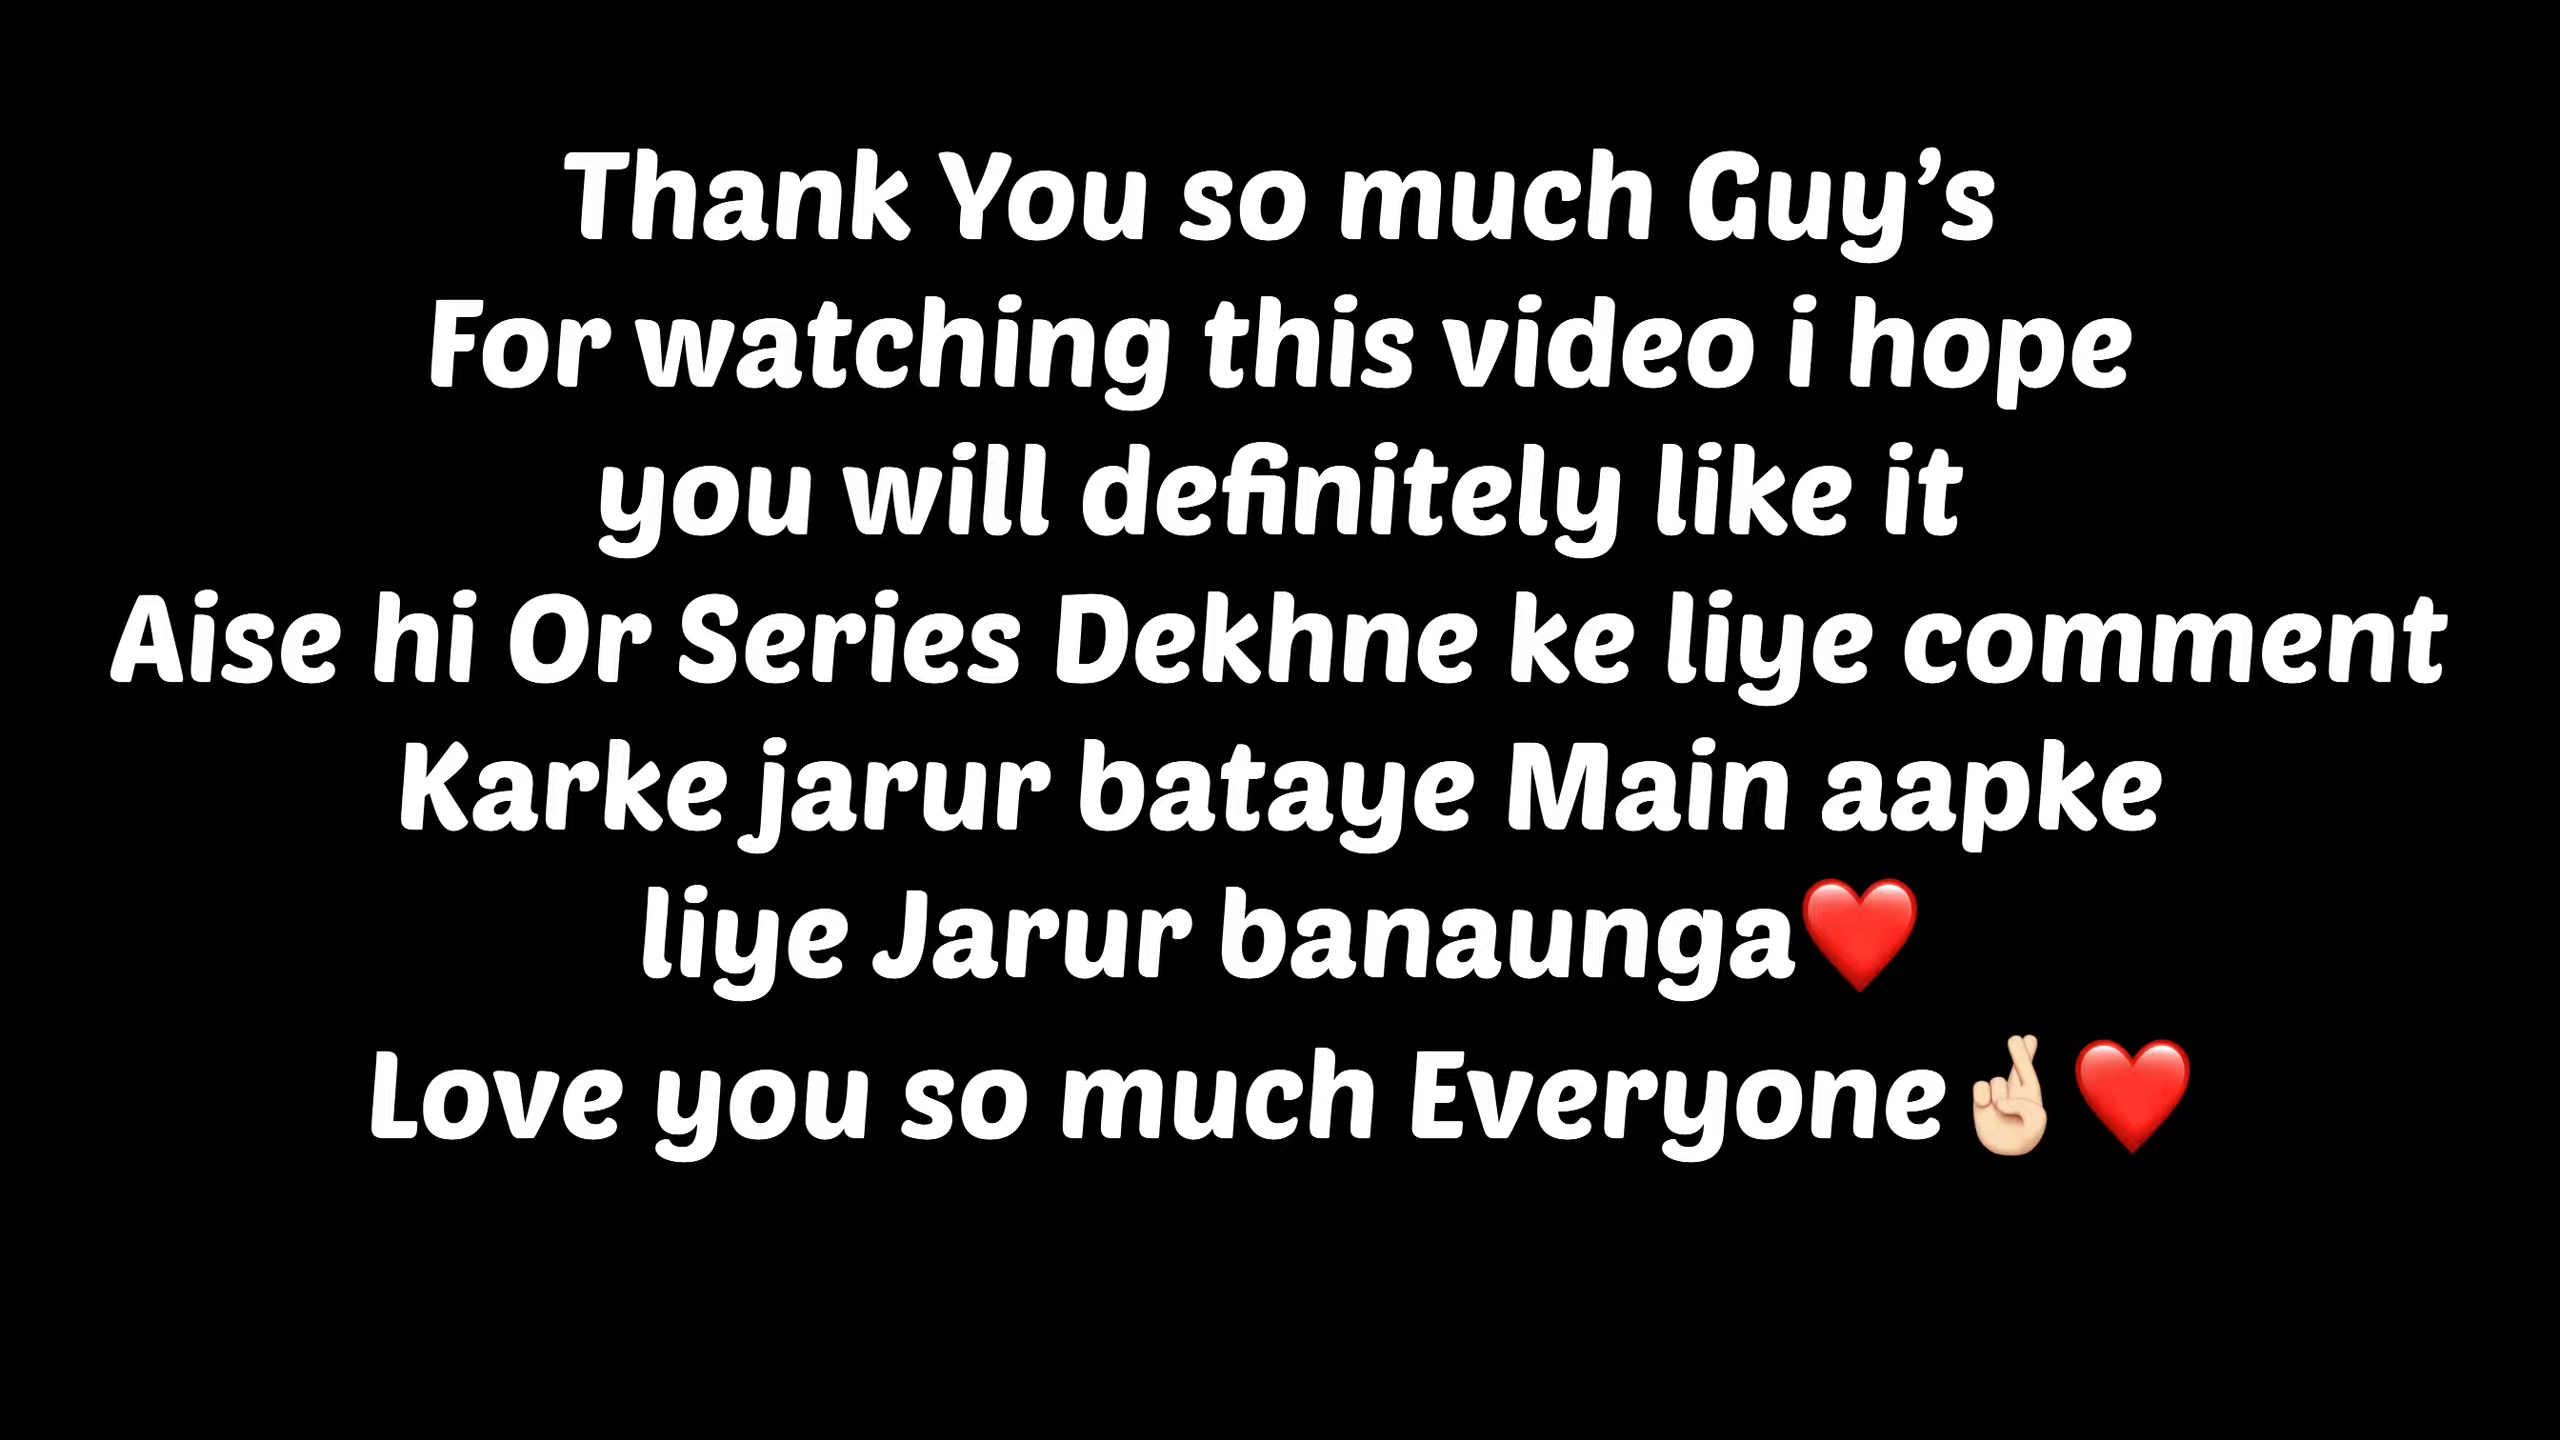 Thank You so much Guy’s
For watching this video i hope
you will definitely like it
Aise hi Or Series Dekhne ke liye comment
Karke jarur bataye Main aapke
liye Jarur banaunga❤️
Love you so much Everyone🤞🏼❤️